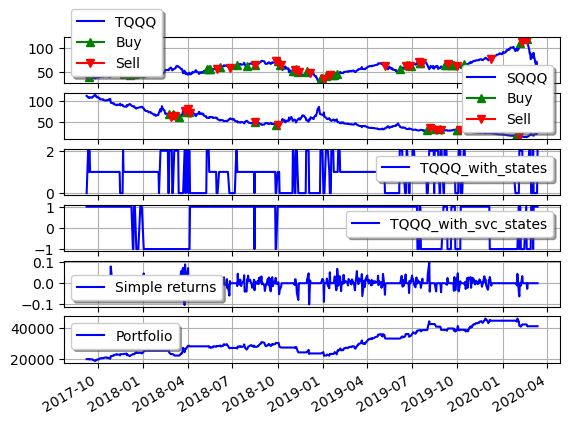 TQQQ
Buy
Sell
100
50
SQQQ
Buy
Sell
100
50
2
0
TQQQ_with_states
1
0
−1
TQQQ_with_svc_states
0.1
0.0
−0.1
Simple returns
40000
20000
Portfolio
2017-10 2018-01 2018-04 2018-07 2018-10 2019-01 2019-04 2019-07 2019-10 2020-01 2020-04